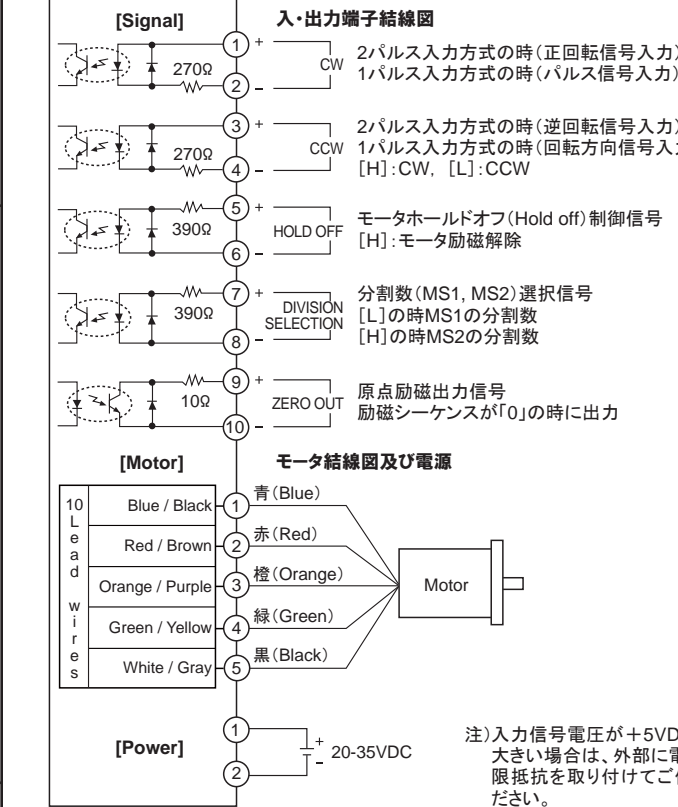 [Signal]
入・出力端子結線図
1 +
270Ω
CW
2パルス入力方式の時(正回転信号入力)
1パルス入力方式の時(パルス信号入力)
2 −
3 +
270Ω
CCW
2パルス入力方式の時(逆回転信号入力)
1パルス入力方式の時(回転方向信号入
[H]:CW, [L]:CCW
4 −
5 +
390Ω
HOLD OFF
モータホールドオフ(Hold off)制御信号
[H]:モータ励磁解除
6 −
7 +
390Ω
DIVISION
SELECTION
分割数(MS1, MS2)選択信号
[L]の時MS1の分割数
[H]の時MS2の分割数
8 −
9 +
10Ω
ZERO OUT
原点励磁出力信号
励磁シーケンスが「0」の時に出力
10 −
[Motor]
モータ結線図及び電源
10 Lead wires
Blue / Black 1 青(Blue)
Red / Brown 2 赤(Red)
Orange / Purple 3 橙(Orange)
Green / Yellow 4 緑(Green)
White / Gray 5 黒(Black)
Motor
[Power]
1
+
− 20-35VDC
2
注)入力信号電圧が+5VD
大きい場合は、外部に電
限抵抗を取り付けてご使
ださい。